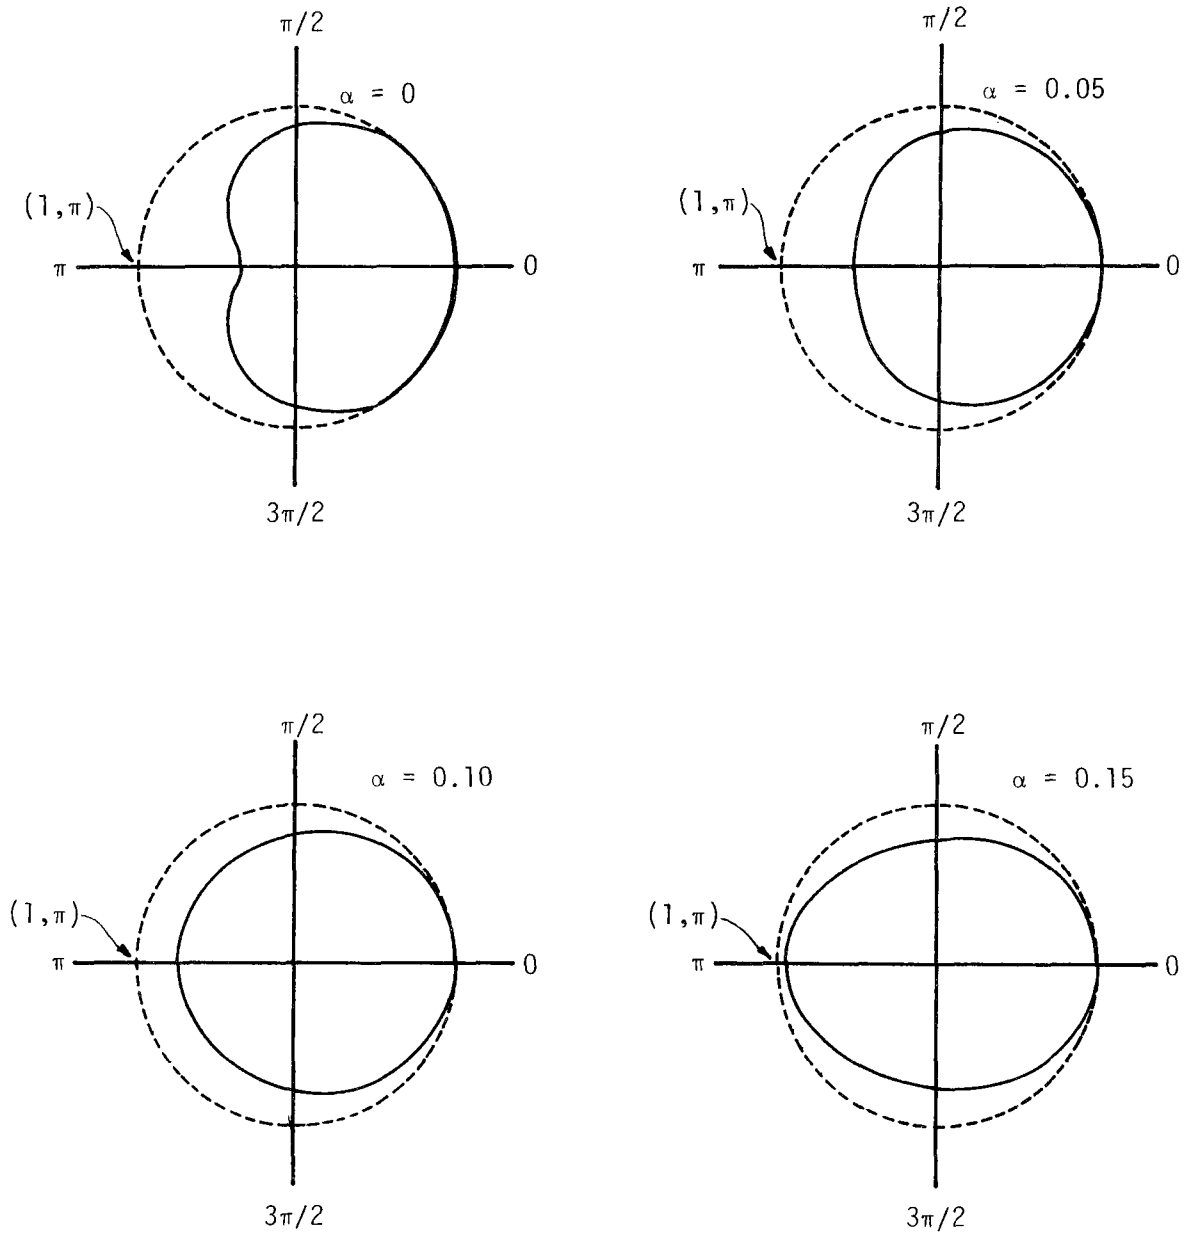 π/2
α = 0
(1,π)
π
0
3π/2
π/2
α = 0.05
(1,π)
π
0
3π/2
π/2
α = 0.10
(1,π)
π
0
3π/2
π/2
α = 0.15
(1,π)
π
0
3π/2